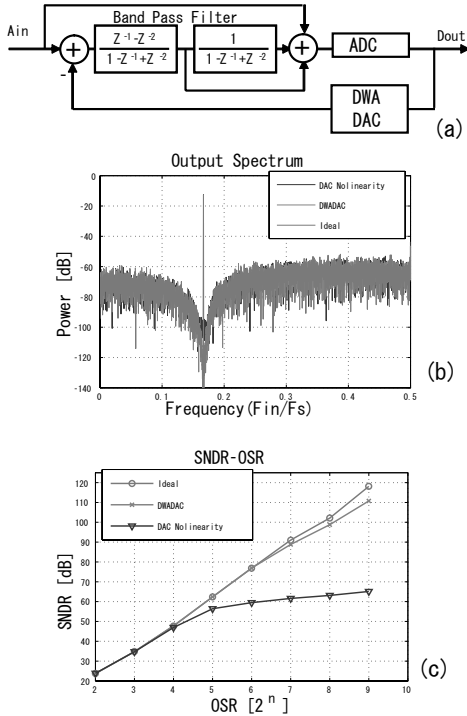 Band Pass Filter
Ain
Z⁻¹-Z⁻²
1-Z⁻¹+Z⁻²
1
1-Z⁻¹+Z⁻²
ADC
Dout
+
+
-
DWA
DAC
(a)
Output Spectrum
0
-20
-40
-60
-80
-100
-120
-140
Power [dB]
DAC Nolinearity
DWADAC
Ideal
0
0.1
0.2
0.3
0.4
0.5
Frequency(Fin/Fs)
(b)
SNDR-OSR
120
110
100
90
80
70
60
50
40
30
20
SNDR [dB]
Ideal
DWADAC
DAC Nolinearity
2
3
4
5
6
7
8
9
10
OSR [2ⁿ]
(c)